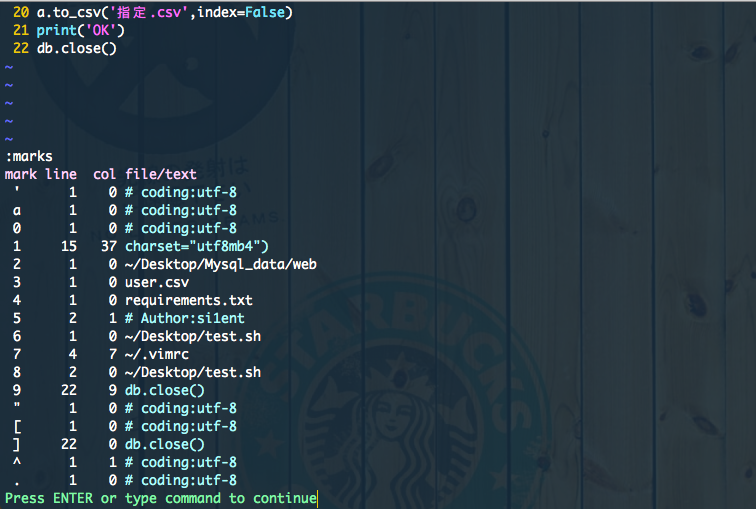 20 a.to_csv('指定.csv',index=False)
21 print('OK')
22 db.close()
~
~
~
~
~
:marks
mark line  col file/text
 '      1    0 # coding:utf-8
 a      1    0 # coding:utf-8
 0      1    0 # coding:utf-8
 1     15   37 charset="utf8mb4")
 2      1    0 ~/Desktop/Mysql_data/web
 3      1    0 user.csv
 4      1    0 requirements.txt
 5      2    1 # Author:si1ent
 6      1    0 ~/Desktop/test.sh
 7      4    7 ~/.vimrc
 8      2    0 ~/Desktop/test.sh
 9     22    9 db.close()
 "      1    0 # coding:utf-8
 [      1    0 # coding:utf-8
 ]     22    0 db.close()
 ^      1    1 # coding:utf-8
 .      1    0 # coding:utf-8
Press ENTER or type command to continue
STARBUCKS